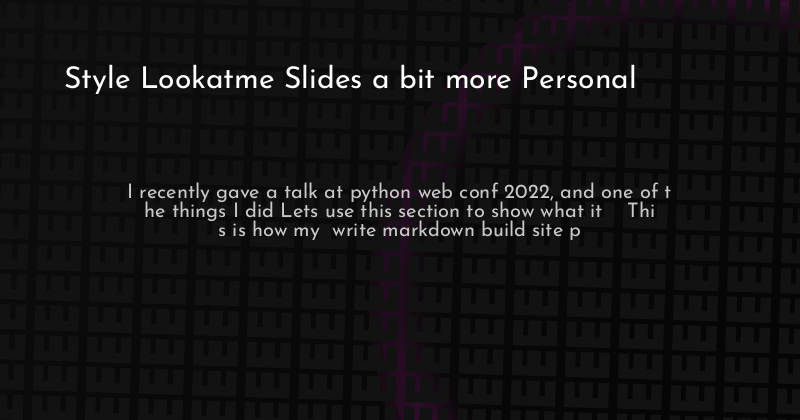 Style Lookatme Slides a bit more Personal
I recently gave a talk at python web conf 2022, and one of t
he things I did Lets use this section to show what it    Thi
s is how my  write markdown build site p